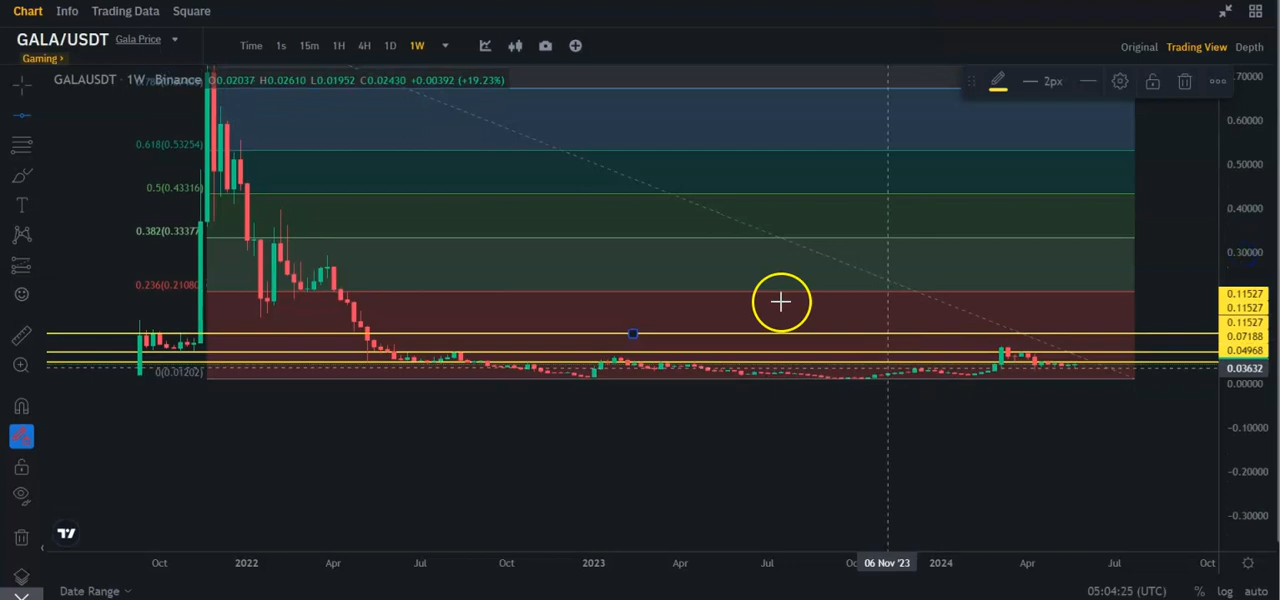 Chart Info Trading Data Square
GALA/USDT Gala Price
Gaming >
Time 1s 15m 1H 4H 1D 1W
Original Trading View Depth
GALAUSDT · 1W · Binance O0.02037 H0.02610 L0.01952 C0.02430 +0.00392 (+19.23%)
2px
0.70000
0.60000
0.618(0.53254)
0.50000
0.5(0.43316)
0.40000
0.382(0.33377)
0.30000
0.236(0.21080)
0.11527
0.11527
0.11527
0.07188
0.04968
0.03632
0(0.01202)
0.00000
-0.10000
-0.20000
-0.30000
Oct 2022 Apr Jul Oct 2023 Apr Jul 06 Nov '23 2024 Apr Jul Oct
Date Range
05:04:25 (UTC) % log auto